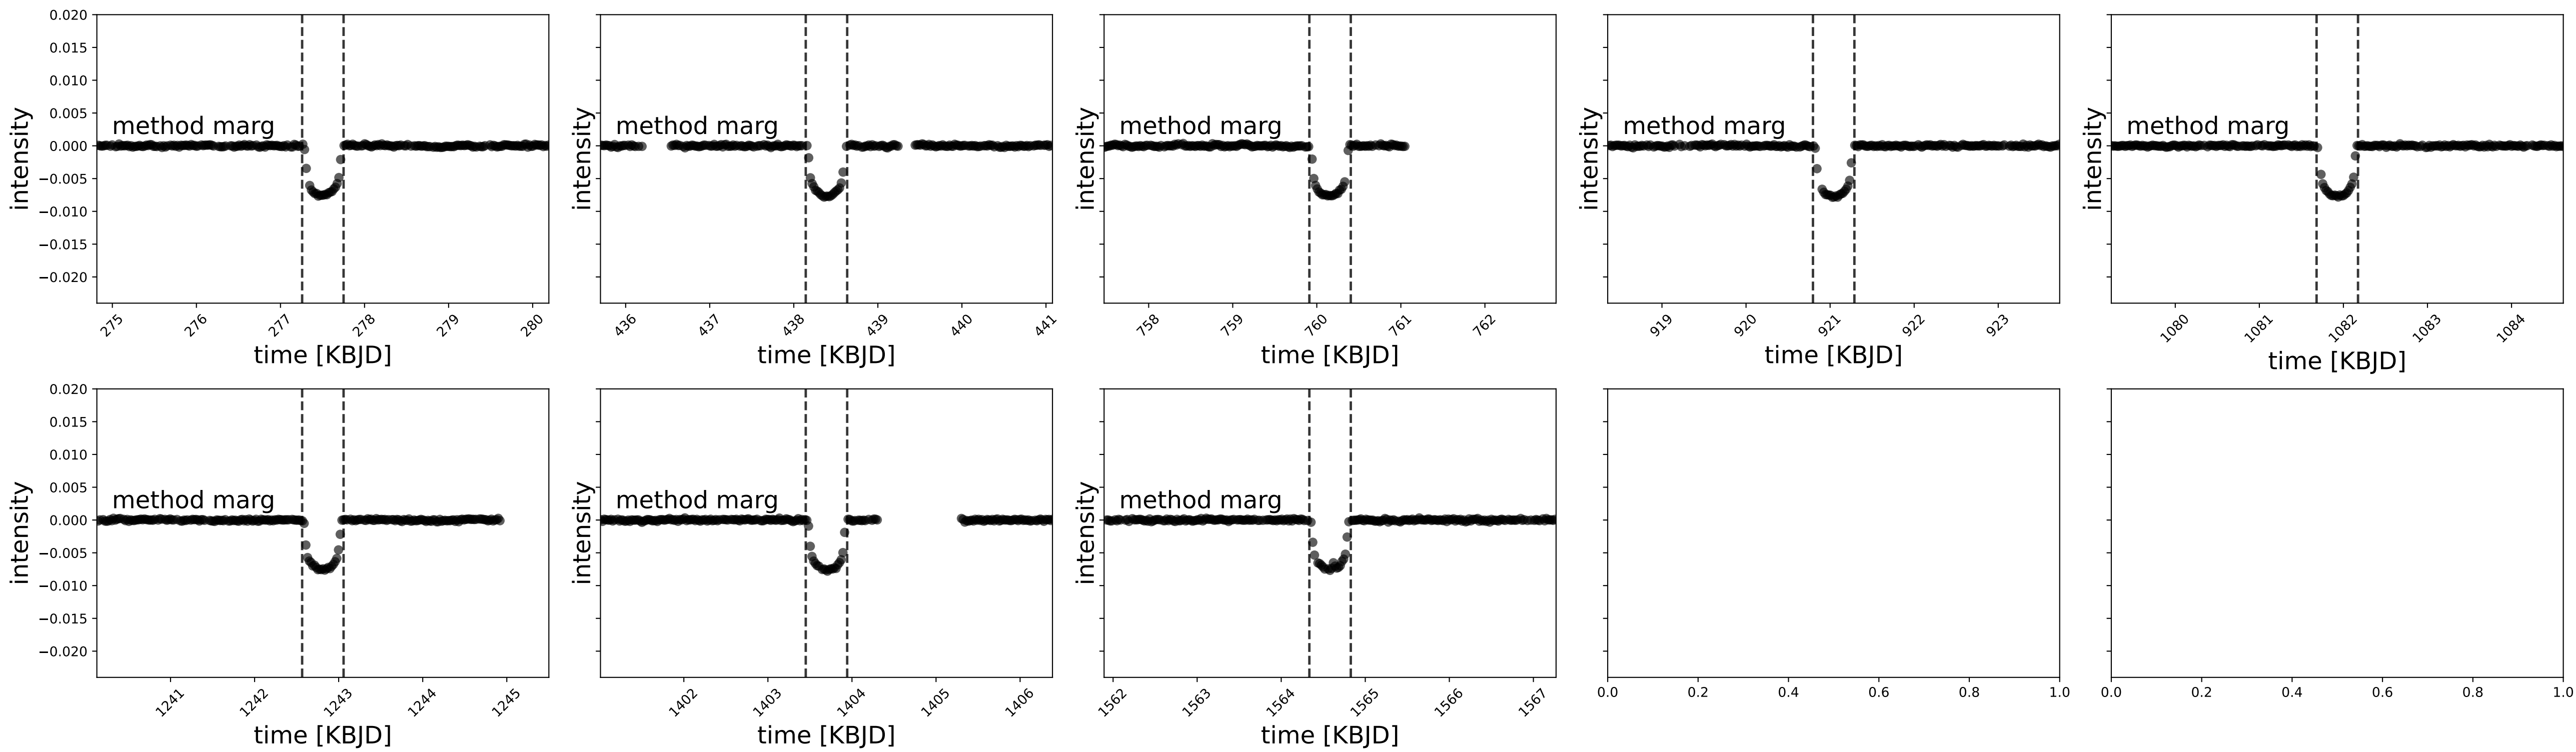 0.020
0.015
0.010
0.005
0.000
−0.005
−0.010
−0.015
−0.020
intensity
method marg
275 276 277 278 279 280
time [KBJD]
intensity
method marg
436 437 438 439 440 441
time [KBJD]
intensity
method marg
758 759 760 761 762
time [KBJD]
intensity
method marg
919 920 921 922 923
time [KBJD]
intensity
method marg
1080 1081 1082 1083 1084
time [KBJD]
0.020
0.015
0.010
0.005
0.000
−0.005
−0.010
−0.015
−0.020
intensity
method marg
1241 1242 1243 1244 1245
time [KBJD]
intensity
method marg
1402 1403 1404 1405 1406
time [KBJD]
intensity
method marg
1562 1563 1564 1565 1566 1567
time [KBJD]
0.0 0.2 0.4 0.6 0.8 1.0
0.0 0.2 0.4 0.6 0.8 1.0